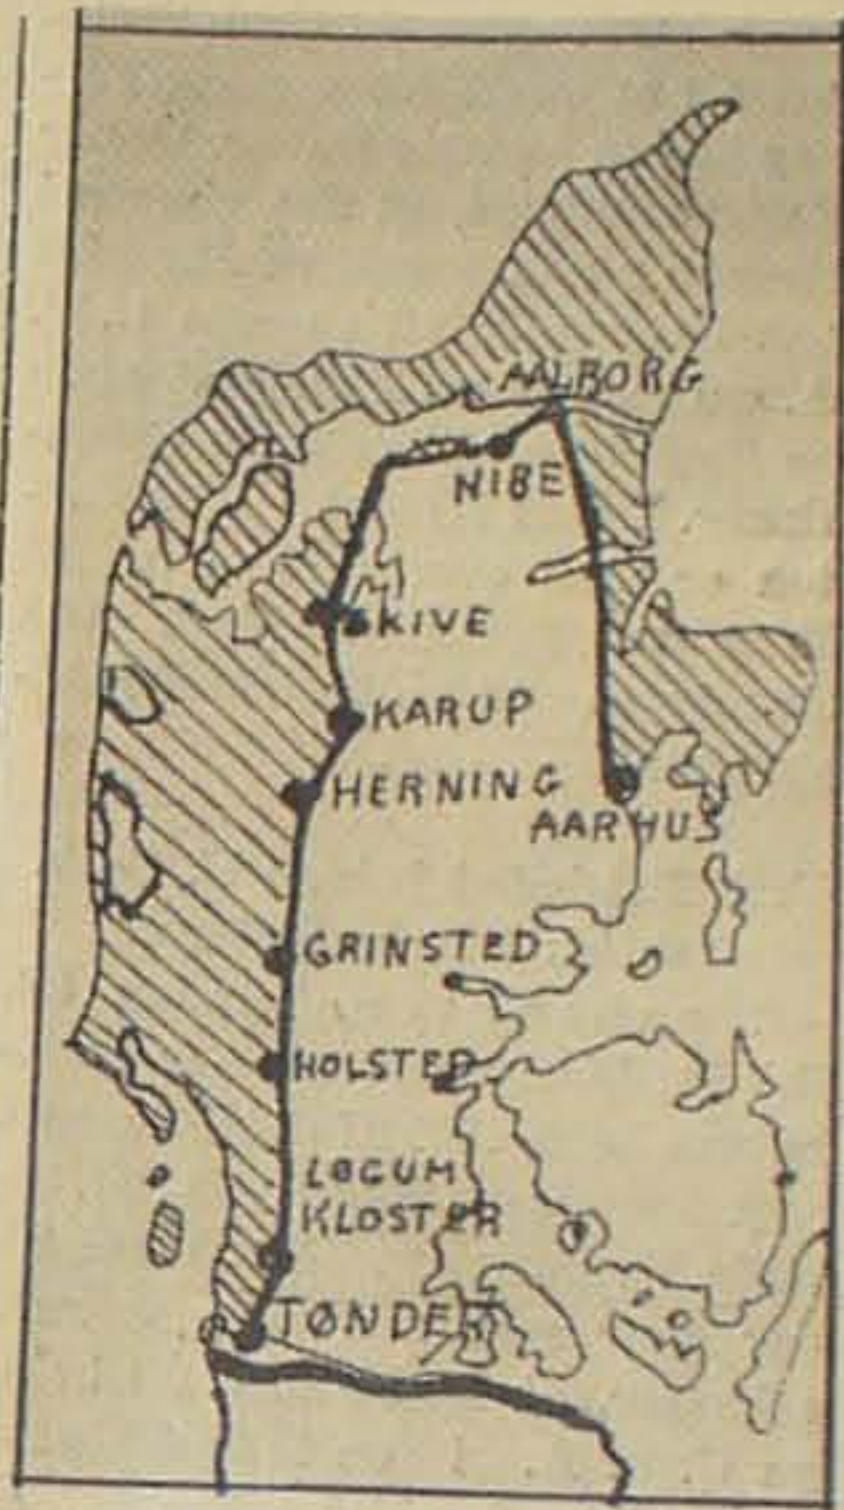 AALBORG
NIBE
SKIVE
KARUP
HERNING
AARHUS
GRINSTED
HOLSTED
LØGUM
KLOSTER
TØNDER